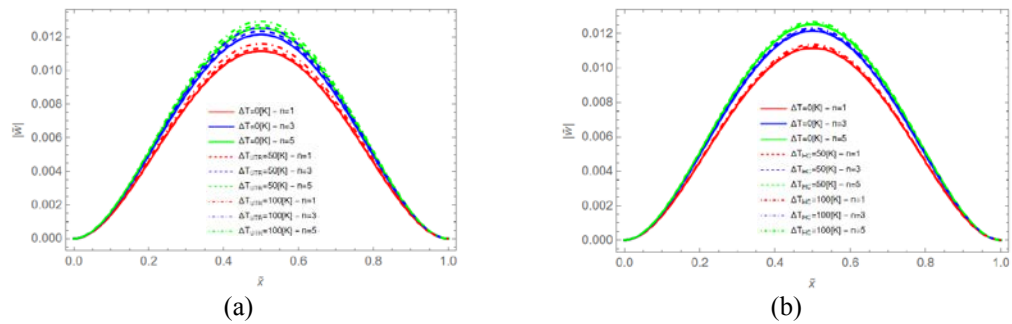 0.012
0.010
0.008
0.006
0.004
0.002
0.000
|w̄|
ΔT=0[K] – n=1
ΔT=0[K] – n=3
ΔT=0[K] – n=5
ΔT_UTR=50[K] – n=1
ΔT_UTR=50[K] – n=3
ΔT_UTR=50[K] – n=5
ΔT_UTR=100[K] – n=1
ΔT_UTR=100[K] – n=3
ΔT_UTR=100[K] – n=5
0.0 0.2 0.4 0.6 0.8 1.0
x̄
(a)
0.012
0.010
0.008
0.006
0.004
0.002
0.000
|w̄|
ΔT=0[K] – n=1
ΔT=0[K] – n=3
ΔT=0[K] – n=5
ΔT_HC=50[K] – n=1
ΔT_HC=50[K] – n=3
ΔT_HC=50[K] – n=5
ΔT_HC=100[K] – n=1
ΔT_HC=100[K] – n=3
ΔT_HC=100[K] – n=5
0.0 0.2 0.4 0.6 0.8 1.0
x̄
(b)